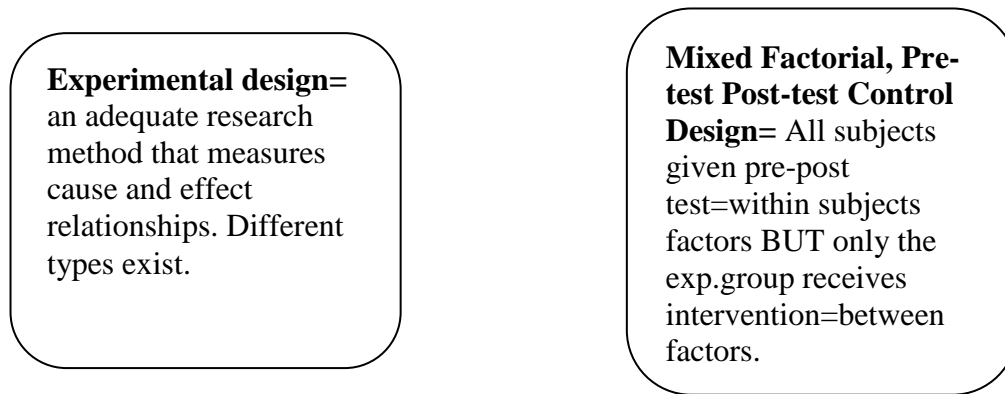 Experimental design=
an adequate research
method that measures
cause and effect
relationships. Different
types exist.
Mixed Factorial, Pre-
test Post-test Control
Design= All subjects
given pre-post
test=within subjects
factors BUT only the
exp.group receives
intervention=between
factors.